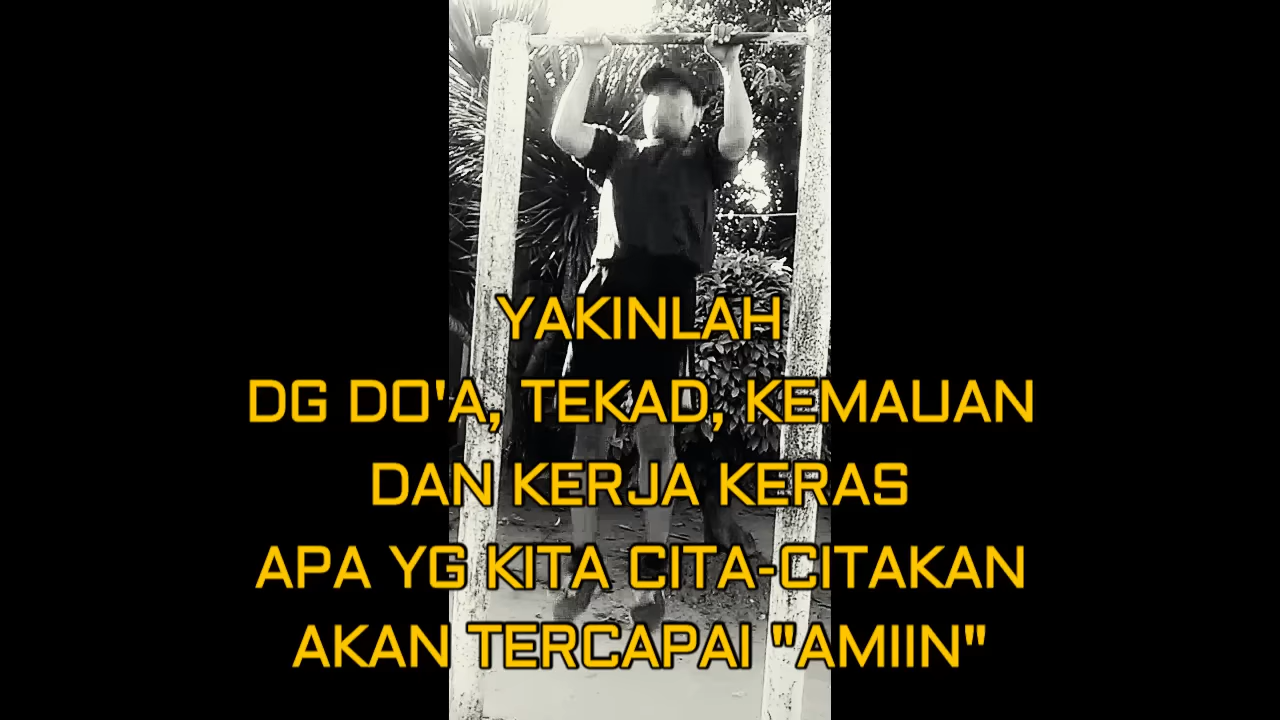 YAKINLAH
DG DO'A, TEKAD, KEMAUAN
DAN KERJA KERAS
APA YG KITA CITA-CITAKAN
AKAN TERCAPAI "AMIIN"